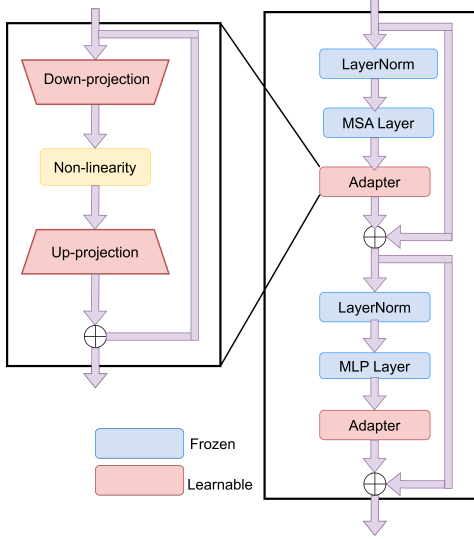 Down-projection
Non-linearity
Up-projection
LayerNorm
MSA Layer
Adapter
LayerNorm
MLP Layer
Adapter
Frozen
Learnable